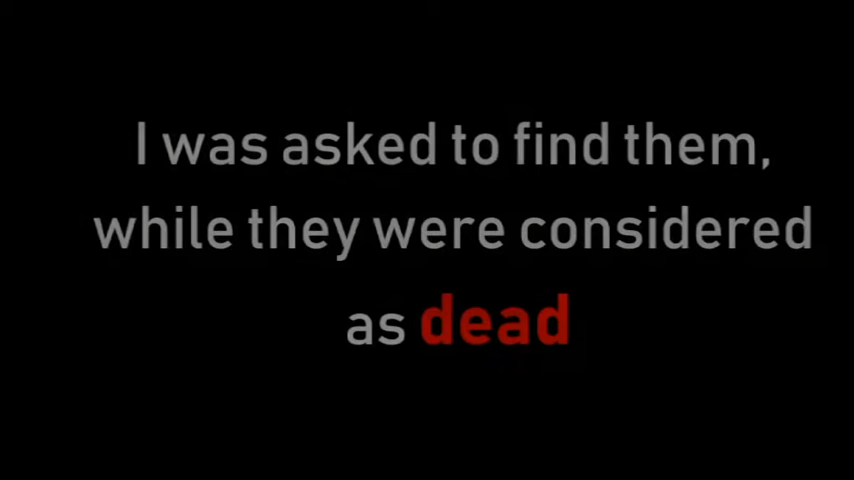 I was asked to find them,
while they were considered
as dead